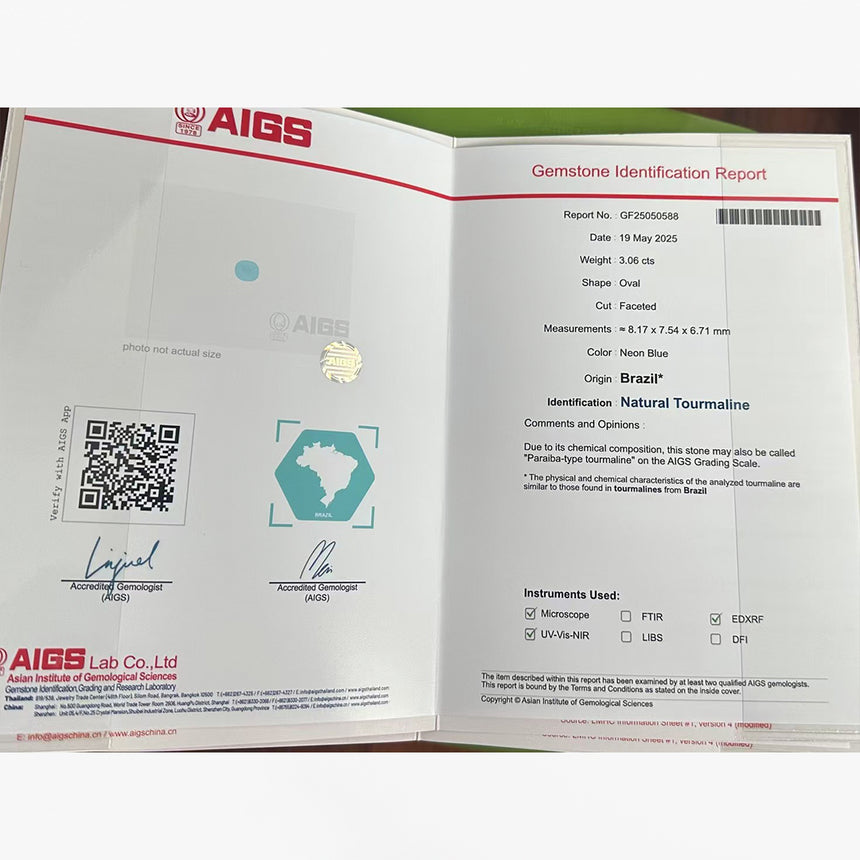 SINCE 1978
AIGS
AIGS
photo not actual size
AIGS
Verify with AIGS App
BRAZIL
Accredited Gemologist
(AIGS)
Accredited Gemologist
(AIGS)
AIGS Lab Co.,Ltd
Asian Institute of Gemological Sciences
Gemstone Identification,Grading and Research Laboratory
E: info@aigschina.cn / www.aigschina.cn
Gemstone Identification Report
Report No. : GF25050588
Date : 19 May 2025
Weight : 3.06 cts
Shape : Oval
Cut : Faceted
Measurements : ≈ 8.17 x 7.54 x 6.71 mm
Color : Neon Blue
Origin : Brazil*
Identification : Natural Tourmaline
Comments and Opinions :
Due to its chemical composition, this stone may also be called
"Paraiba-type tourmaline" on the AIGS Grading Scale.
* The physical and chemical characteristics of the analyzed tourmaline are
similar to those found in tourmalines from Brazil
Instruments Used:
Microscope FTIR EDXRF
UV-Vis-NIR LIBS DFI
The item described within this report has been examined by at least two qualified AIGS gemologists.
This report is bound by the Terms and Conditions as stated on the inside cover.
Copyright © Asian Institute of Gemological Sciences
Source: LMHC Information Sheet #1, version 4 (modified)